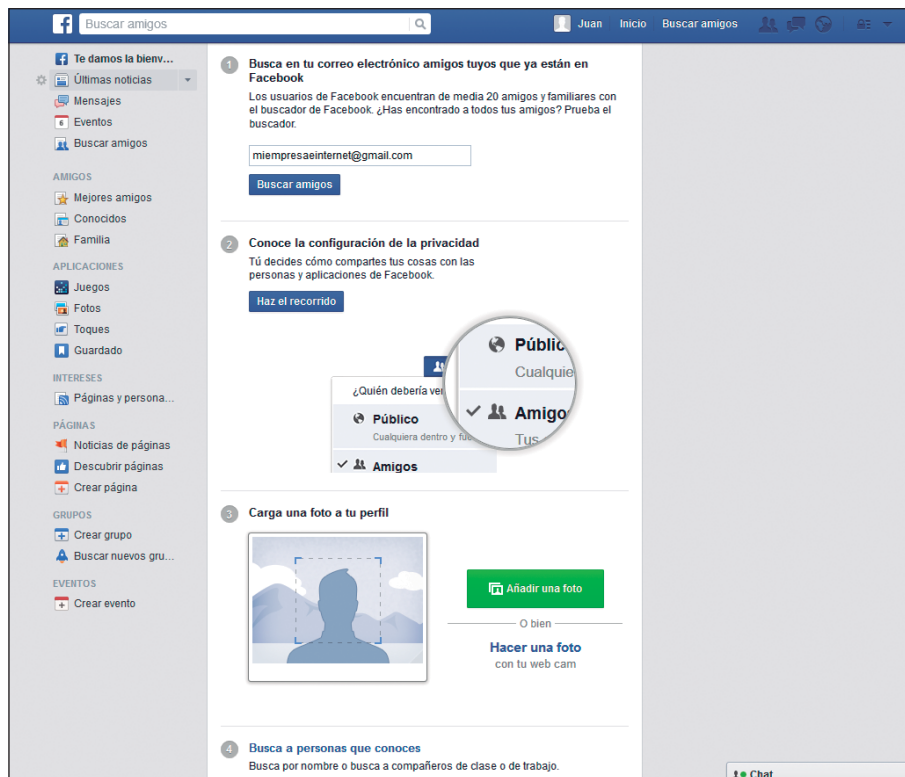 Buscar amigos
Juan Inicio Buscar amigos
Te damos la bienv...
Últimas noticias
Mensajes
6 Eventos
Buscar amigos
AMIGOS
Mejores amigos
Conocidos
Familia
APLICACIONES
Juegos
Fotos
Toques
Guardado
INTERESES
Páginas y persona...
PÁGINAS
Noticias de páginas
Descubrir páginas
Crear página
GRUPOS
Crear grupo
Buscar nuevos gru...
EVENTOS
Crear evento
1 Busca en tu correo electrónico amigos tuyos que ya están en
Facebook
Los usuarios de Facebook encuentran de media 20 amigos y familiares con
el buscador de Facebook. ¿Has encontrado a todos tus amigos? Prueba el
buscador.
miempresaeinternet@gmail.com
Buscar amigos
2 Conoce la configuración de la privacidad
Tú decides cómo compartes tus cosas con las
personas y aplicaciones de Facebook.
Haz el recorrido
¿Quién debería ver
Público
Cualquiera dentro y fu
Amigos
Públic
Cualquie
Amigo
Tus
3 Carga una foto a tu perfil
Añadir una foto
O bien
Hacer una foto
con tu web cam
4 Busca a personas que conoces
Busca por nombre o busca a compañeros de clase o de trabajo.
Chat